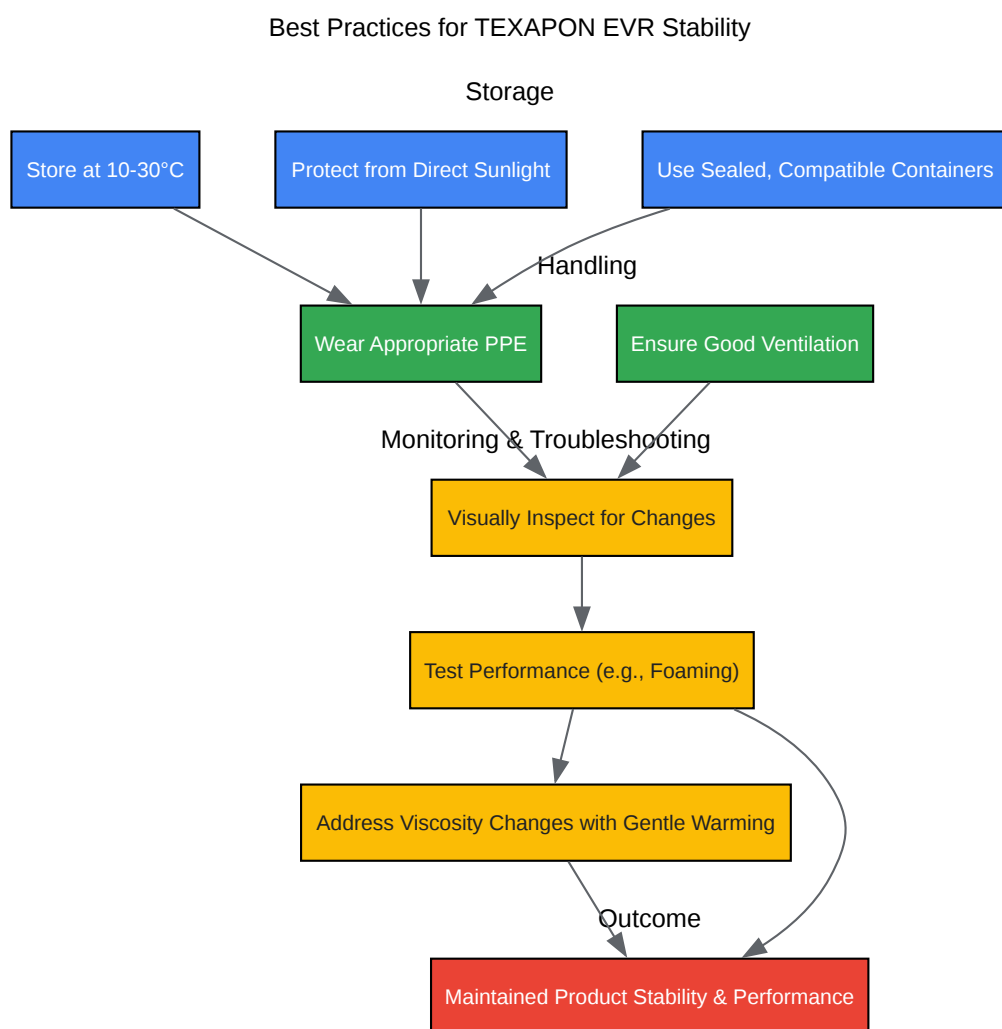 Best Practices for TEXAPON EVR Stability
Storage
Store at 10-30°C
Protect from Direct Sunlight
Use Sealed, Compatible Containers
Handling
Wear Appropriate PPE
Ensure Good Ventilation
Monitoring & Troubleshooting
Visually Inspect for Changes
Test Performance (e.g., Foaming)
Address Viscosity Changes with Gentle Warming
Outcome
Maintained Product Stability & Performance